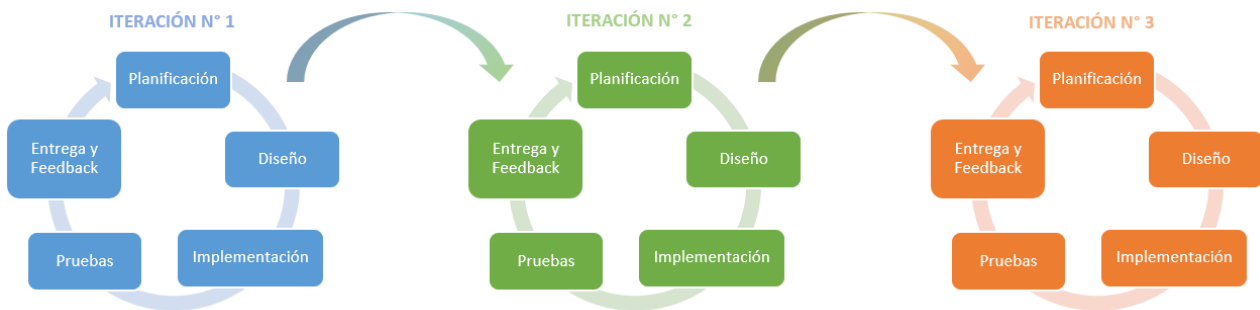 ITERACIÓN N° 1
Planificación
Diseño
Implementación
Pruebas
Entrega y
Feedback
ITERACIÓN N° 2
Planificación
Diseño
Implementación
Pruebas
Entrega y
Feedback
ITERACIÓN N° 3
Planificación
Diseño
Implementación
Pruebas
Entrega y
Feedback